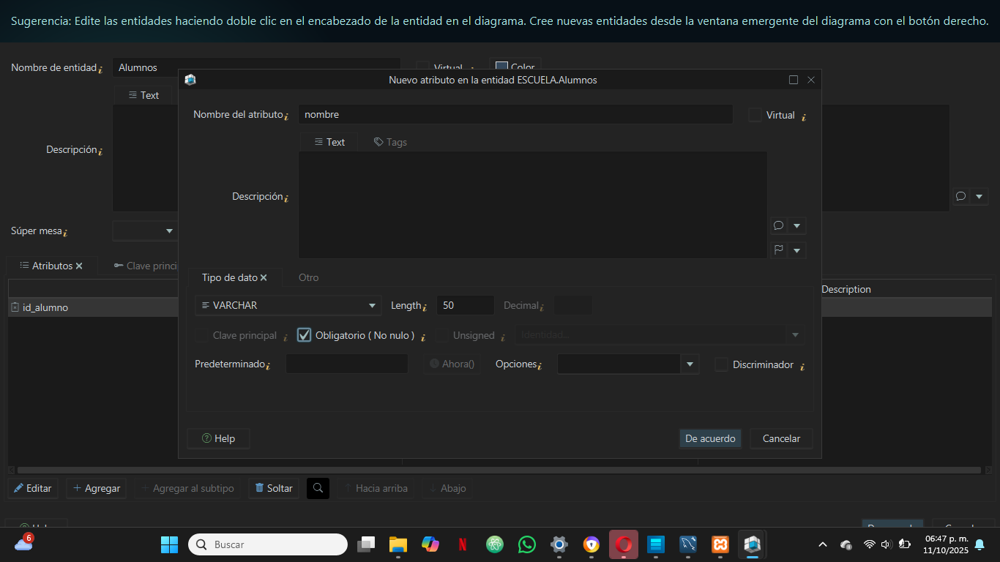 Sugerencia: Edite las entidades haciendo doble clic en el encabezado de la entidad en el diagrama. Cree nuevas entidades desde la ventana emergente del diagrama con el botón derecho.
Nombre de entidad Alumnos Virtual Color
Nuevo atributo en la entidad ESCUELA.Alumnos
Text
Nombre del atributo nombre Virtual
Text Tags
Descripción
Descripción
Súper mesa
Atributos Clave princi
Tipo de dato Otro
Description
id_alumno
VARCHAR Length 50 Decimal
Clave principal Obligatorio ( No nulo ) Unsigned Identidad...
Predeterminado Ahora() Opciones Discriminador
Help De acuerdo Cancelar
Editar Agregar Agregar al subtipo Soltar Hacia arriba Abajo
6
Buscar
06:47 p. m.
11/10/2025